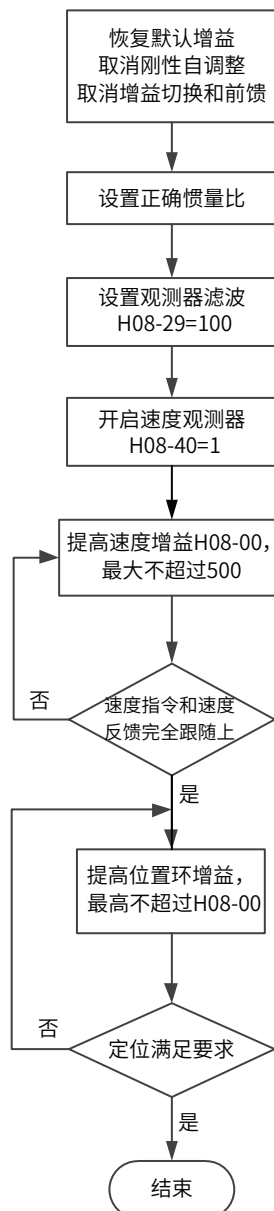 恢复默认增益
取消刚性自调整
取消增益切换和前馈
设置正确惯量比
设置观测器滤波
H08-29=100
开启速度观测器
H08-40=1
提高速度增益H08-00，
最大不超过500
速度指令和速度
反馈完全跟随上
否
是
提高位置环增益，
最高不超过H08-00
定位满足要求
否
是
结束